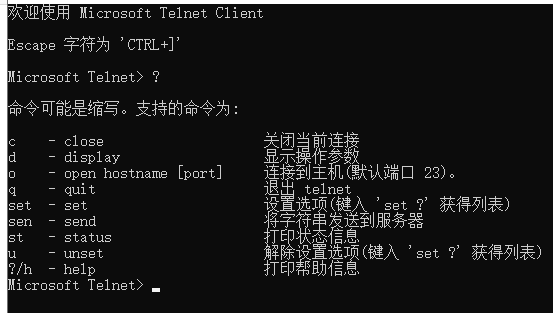 欢迎使用 Microsoft Telnet Client
Escape 字符为 'CTRL+]'
Microsoft Telnet> ?
命令可能是缩写。支持的命令为:
c    - close                  关闭当前连接
d    - display                显示操作参数
o    - open hostname [port]   连接到主机(默认端口 23)。
q    - quit                   退出 telnet
set  - set                    设置选项(键入 'set ?' 获得列表)
sen  - send                   将字符串发送到服务器
st   - status                 打印状态信息
u    - unset                  解除设置选项(键入 'set ?' 获得列表)
?/h  - help                   打印帮助信息
Microsoft Telnet>